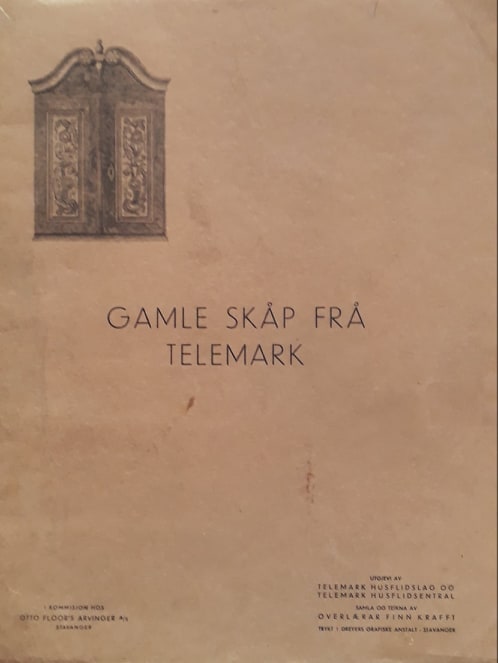 GAMLE SKÅP FRÅ
TELEMARK
I KOMMISJON HOS
OTTO FLOOR'S ARVINGER A/S
STAVANGER
UTGJEVI AV
TELEMARK HUSFLIDSLAG OG
TELEMARK HUSFLIDSENTRAL
SAMLA OG TEIKNA AV
OVERLÆRAR FINN KRAFFT
TRYKT I DREYERS GRAFISKE ANSTALT - STAVANGER